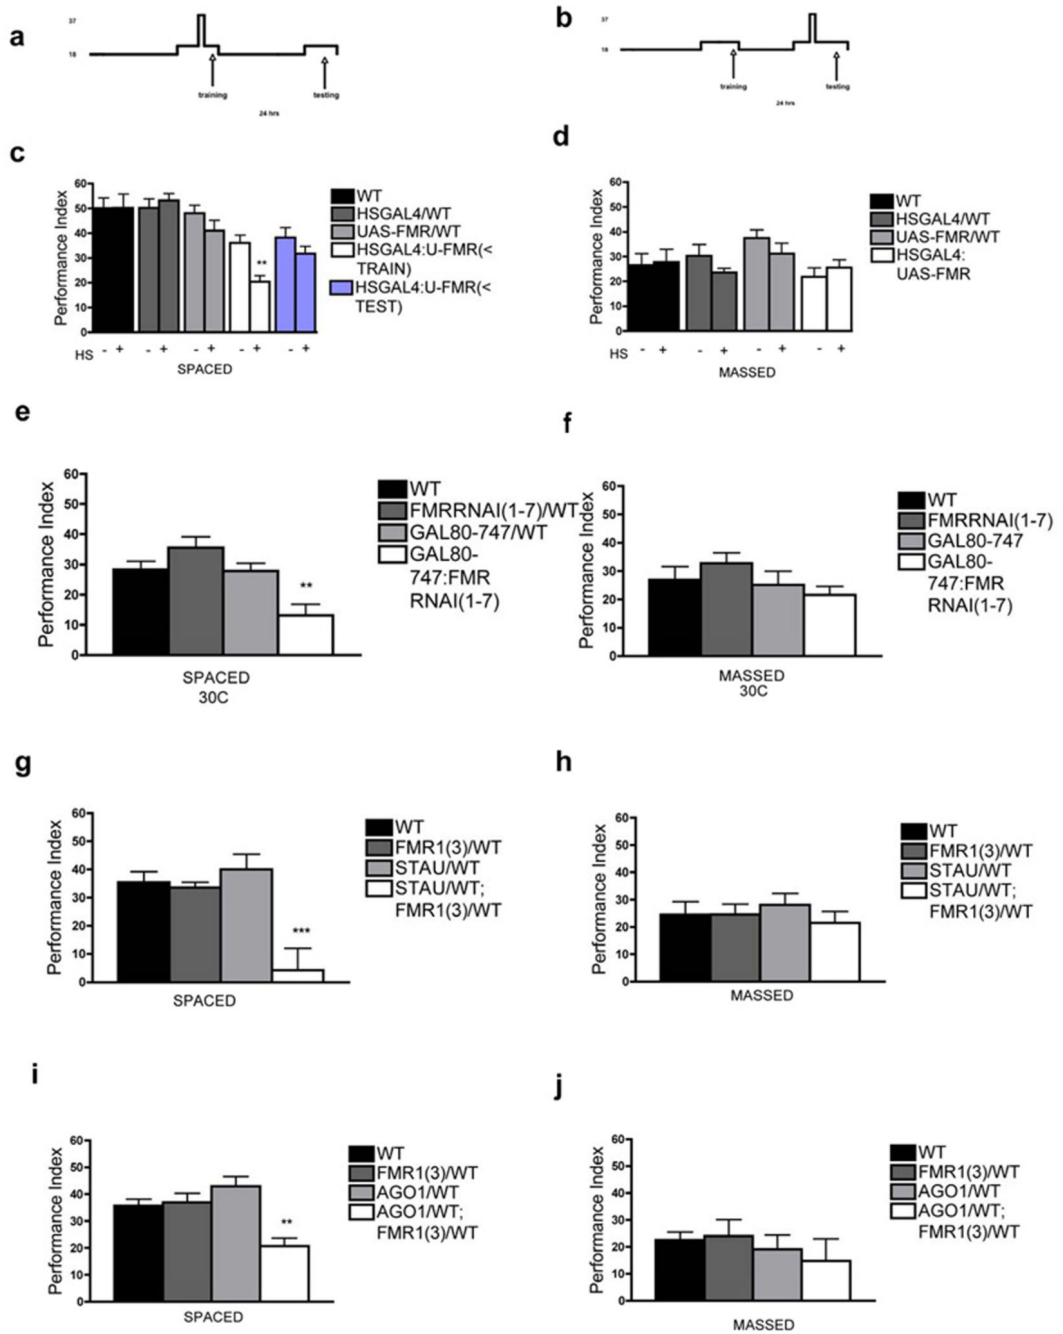 a
37
18
training
testing
24 hrs
b
37
18
training
testing
24 hrs
c
Performance Index
60
50
40
30
20
10
0
**
HS - + - + - + - + - +
SPACED
WT
HSGAL4/WT
UAS-FMR/WT
HSGAL4:U-FMR(<
TRAIN)
HSGAL4:U-FMR(<
TEST)
d
Performance Index
60
50
40
30
20
10
0
HS - + - + - + - +
MASSED
WT
HSGAL4/WT
UAS-FMR/WT
HSGAL4:
UAS-FMR
e
Performance Index
60
50
40
30
20
10
0
**
SPACED
30C
WT
FMRRNAI(1-7)/WT
GAL80-747/WT
GAL80-
747:FMR
RNAI(1-7)
f
Performance Index
60
50
40
30
20
10
0
MASSED
30C
WT
FMRRNAI(1-7)
GAL80-747
GAL80-
747:FMR
RNAI(1-7)
g
Performance Index
60
50
40
30
20
10
0
***
SPACED
WT
FMR1(3)/WT
STAU/WT
STAU/WT;
FMR1(3)/WT
h
Performance Index
60
50
40
30
20
10
0
MASSED
WT
FMR1(3)/WT
STAU/WT
STAU/WT;
FMR1(3)/WT
i
Performance Index
60
50
40
30
20
10
0
**
SPACED
WT
FMR1(3)/WT
AGO1/WT
AGO1/WT;
FMR1(3)/WT
j
Performance Index
60
50
40
30
20
10
0
MASSED
WT
FMR1(3)/WT
AGO1/WT
AGO1/WT;
FMR1(3)/WT